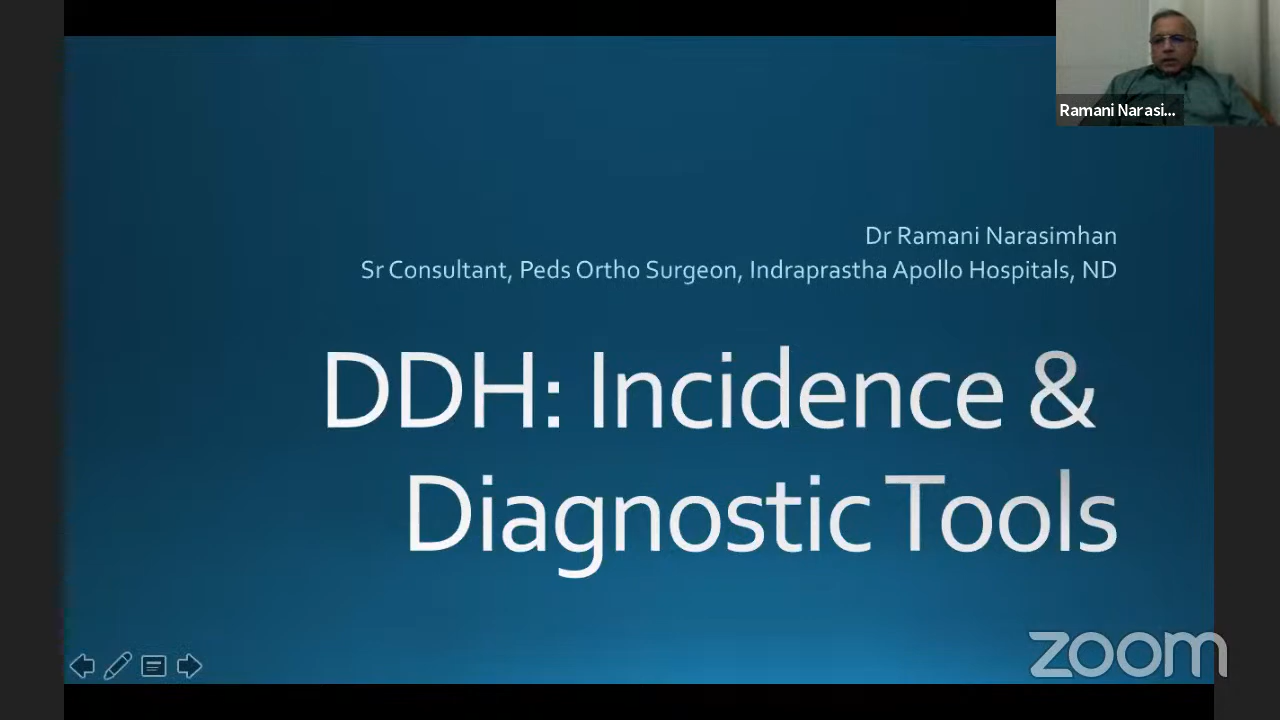 Ramani Narasi...
Dr Ramani Narasimhan
Sr Consultant, Peds Ortho Surgeon, Indraprastha Apollo Hospitals, ND
DDH: Incidence &
Diagnostic Tools
zoom